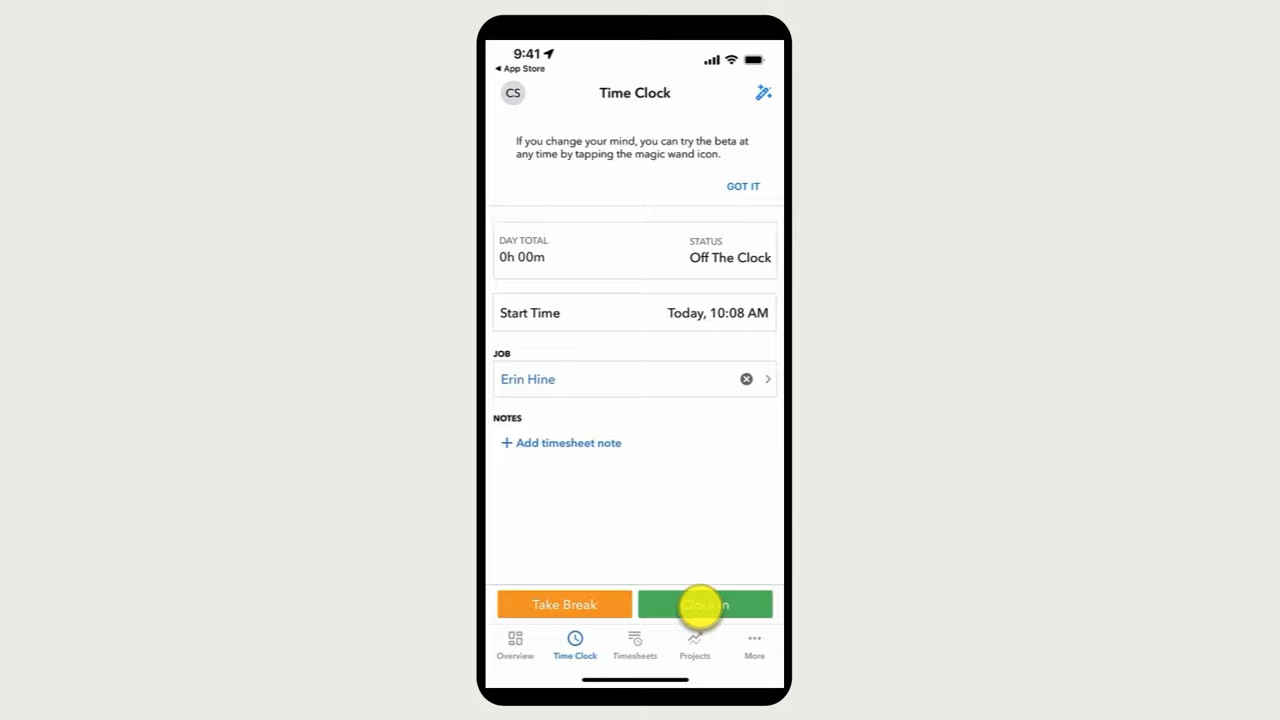 9:41
◀ App Store
CS
Time Clock
If you change your mind, you can try the beta at
any time by tapping the magic wand icon.
GOT IT
DAY TOTAL
STATUS
0h 00m
Off The Clock
Start Time
Today, 10:08 AM
JOB
Erin Hine
NOTES
+ Add timesheet note
Take Break
Clock In
Overview
Time Clock
Timesheets
Projects
More